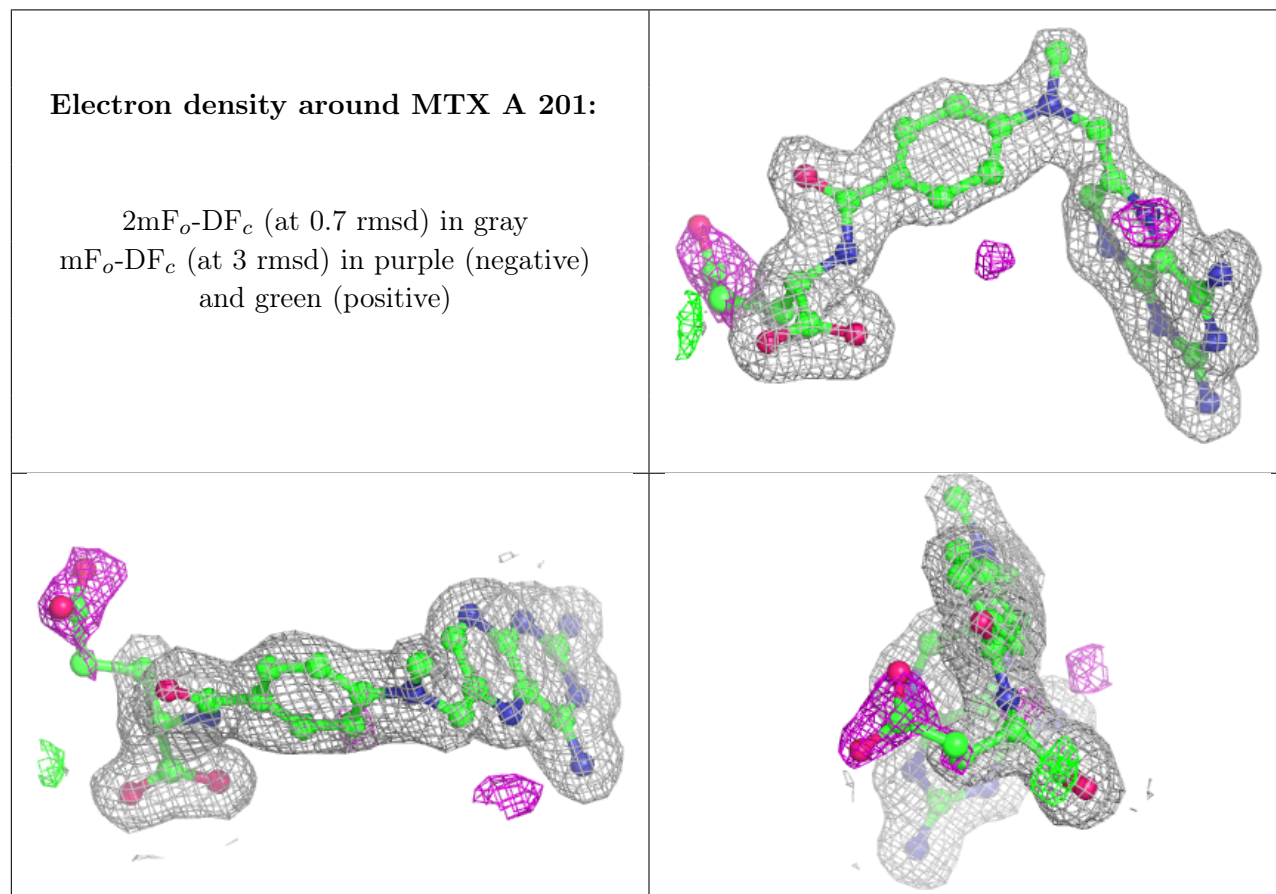 Electron density around MTX A 201:
2mFo-DFc (at 0.7 rmsd) in gray
mFo-DFc (at 3 rmsd) in purple (negative)
and green (positive)